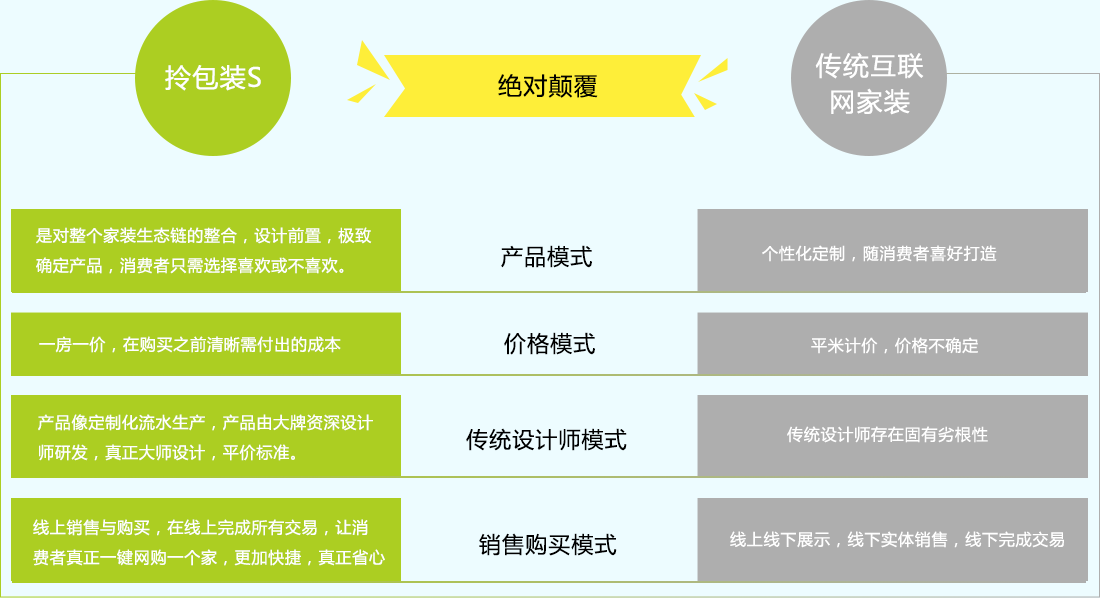 拎包装S
绝对颠覆
传统互联
网家装
是对整个家装生态链的整合，设计前置，极致
确定产品，消费者只需选择喜欢或不喜欢。
产品模式
个性化定制，随消费者喜好打造
一房一价，在购买之前清晰需付出的成本
价格模式
平米计价，价格不确定
产品像定制化流水生产，产品由大牌资深设计
师研发，真正大师设计，平价标准。
传统设计师模式
传统设计师存在固有劣根性
线上销售与购买，在线上完成所有交易，让消
费者真正一键网购一个家，更加快捷，真正省心
销售购买模式
线上线下展示，线下实体销售，线下完成交易